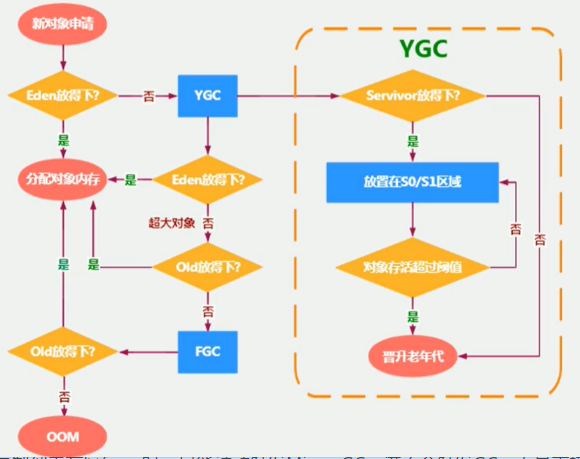 新对象申请
Eden放得下?
否
YGC
是
分配对象内存
是
Eden放得下?
超大对象 否
是
是
Old放得下?
否
Old放得下?
FGC
否
OOM
YGC
Servivor放得下?
是
放置在S0/S1区域
否
否
对象存活超过阈值
是
晋升老年代